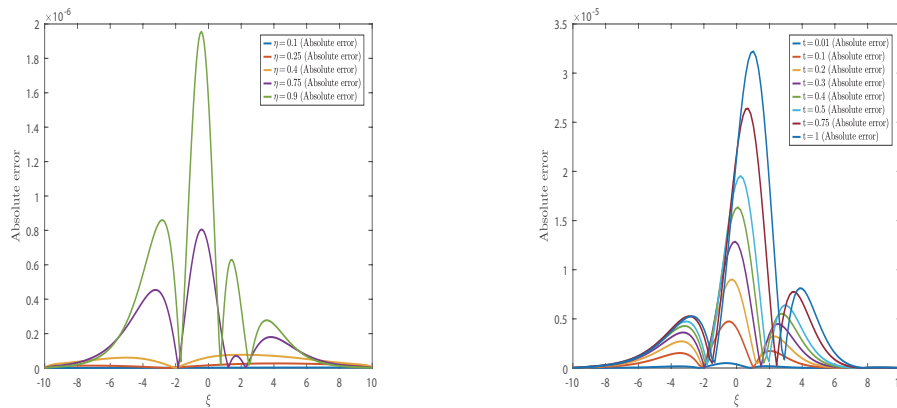 ×10⁻⁶
2
1.8
1.6
1.4
1.2
1
0.8
0.6
0.4
0.2
0
-10 -8 -6 -4 -2 0 2 4 6 8 10
Absolute error
ξ
η = 0.1 (Absolute error)
η = 0.25 (Absolute error)
η = 0.4 (Absolute error)
η = 0.75 (Absolute error)
η = 0.9 (Absolute error)
×10⁻⁵
3.5
3
2.5
2
1.5
1
0.5
0
-10 -8 -6 -4 -2 0 2 4 6 8 10
Absolute error
ξ
t = 0.01 (Absolute error)
t = 0.1 (Absolute error)
t = 0.2 (Absolute error)
t = 0.3 (Absolute error)
t = 0.4 (Absolute error)
t = 0.5 (Absolute error)
t = 0.75 (Absolute error)
t = 1 (Absolute error)